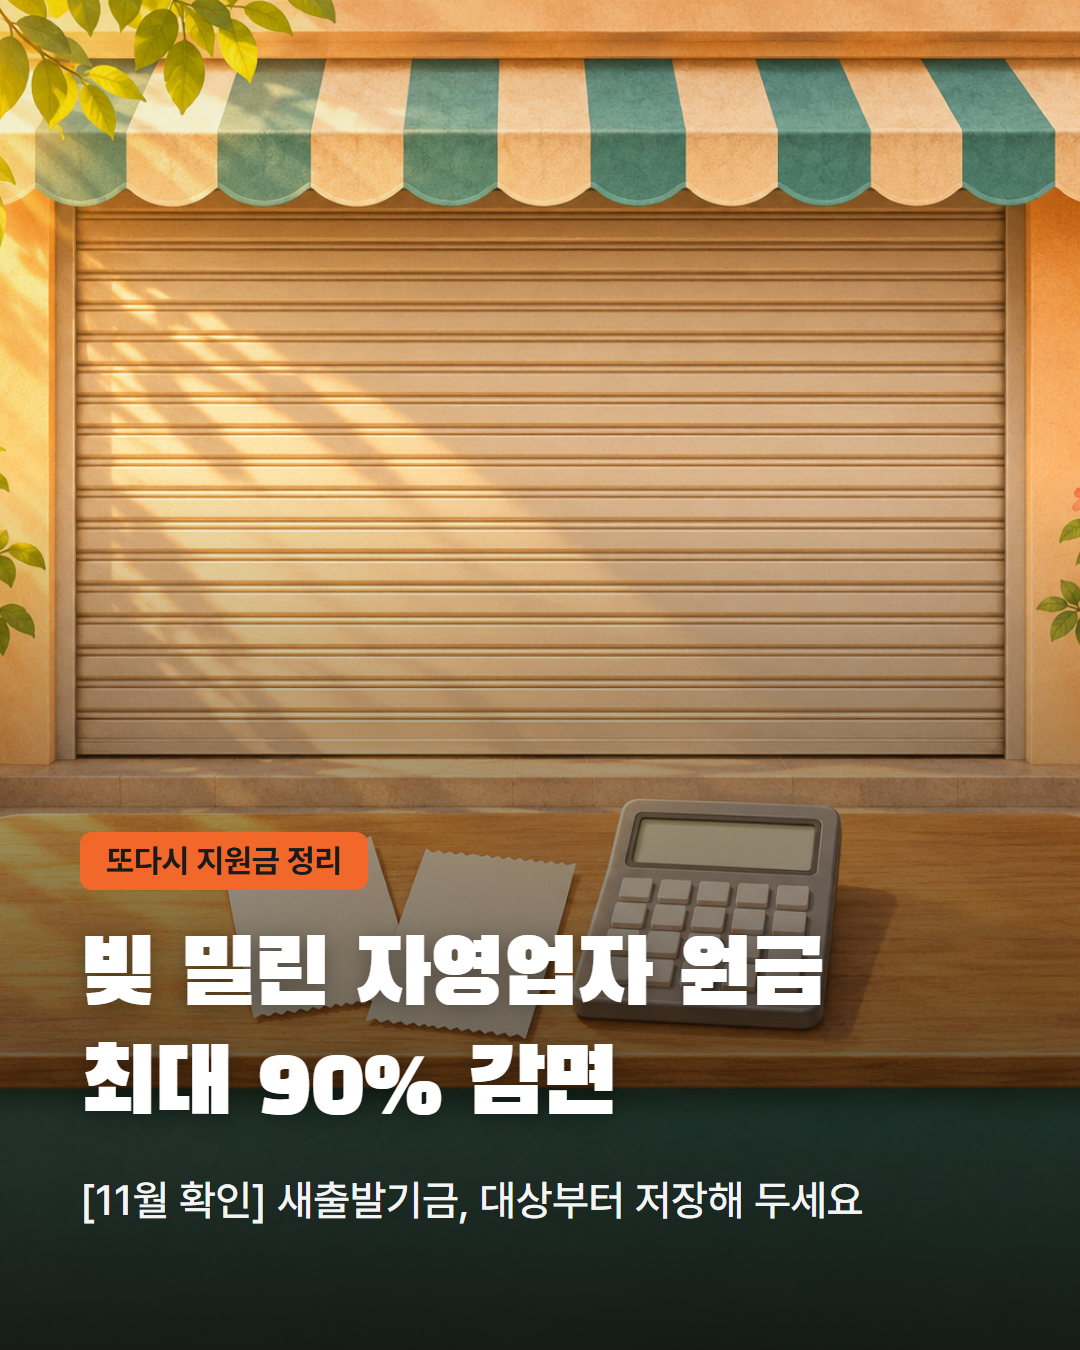 또다시 지원금 정리
빚 밀린 자영업자 원금
최대 90% 감면
[11월 확인] 새출발기금, 대상부터 저장해 두세요